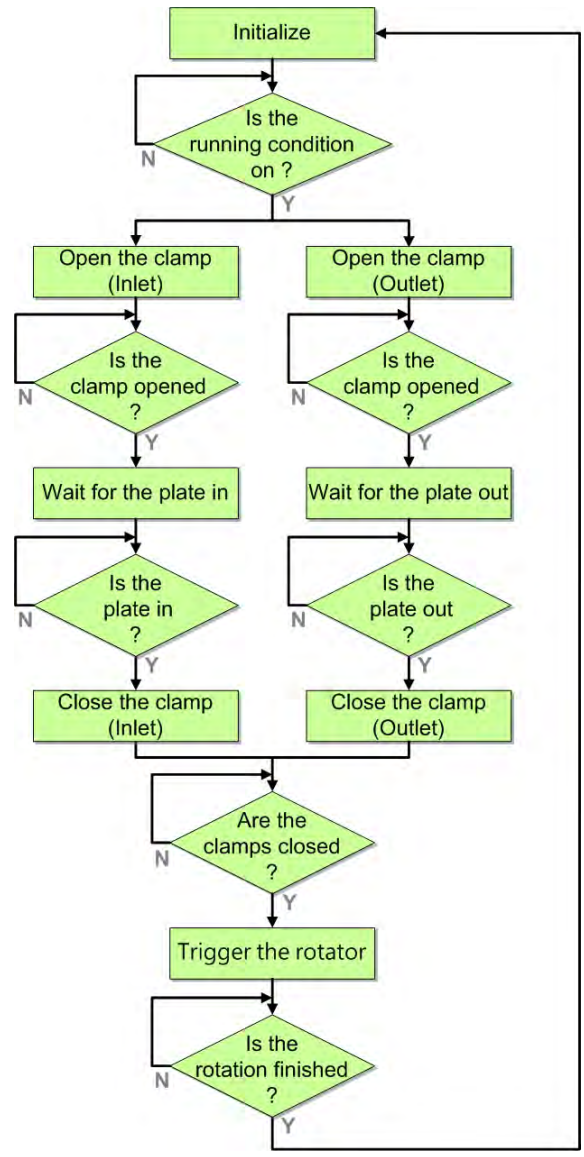 Initialize
Is the
running condition
on ?
N
Y
Open the clamp
(Inlet)
Is the
clamp opened
?
N
Y
Wait for the plate in
Is the
plate in
?
N
Y
Close the clamp
(Inlet)
Open the clamp
(Outlet)
Is the
clamp opened
?
N
Y
Wait for the plate out
Is the
plate out
?
N
Y
Close the clamp
(Outlet)
Are the
clamps closed
?
N
Y
Trigger the rotator
Is the
rotation finished
?
N
Y